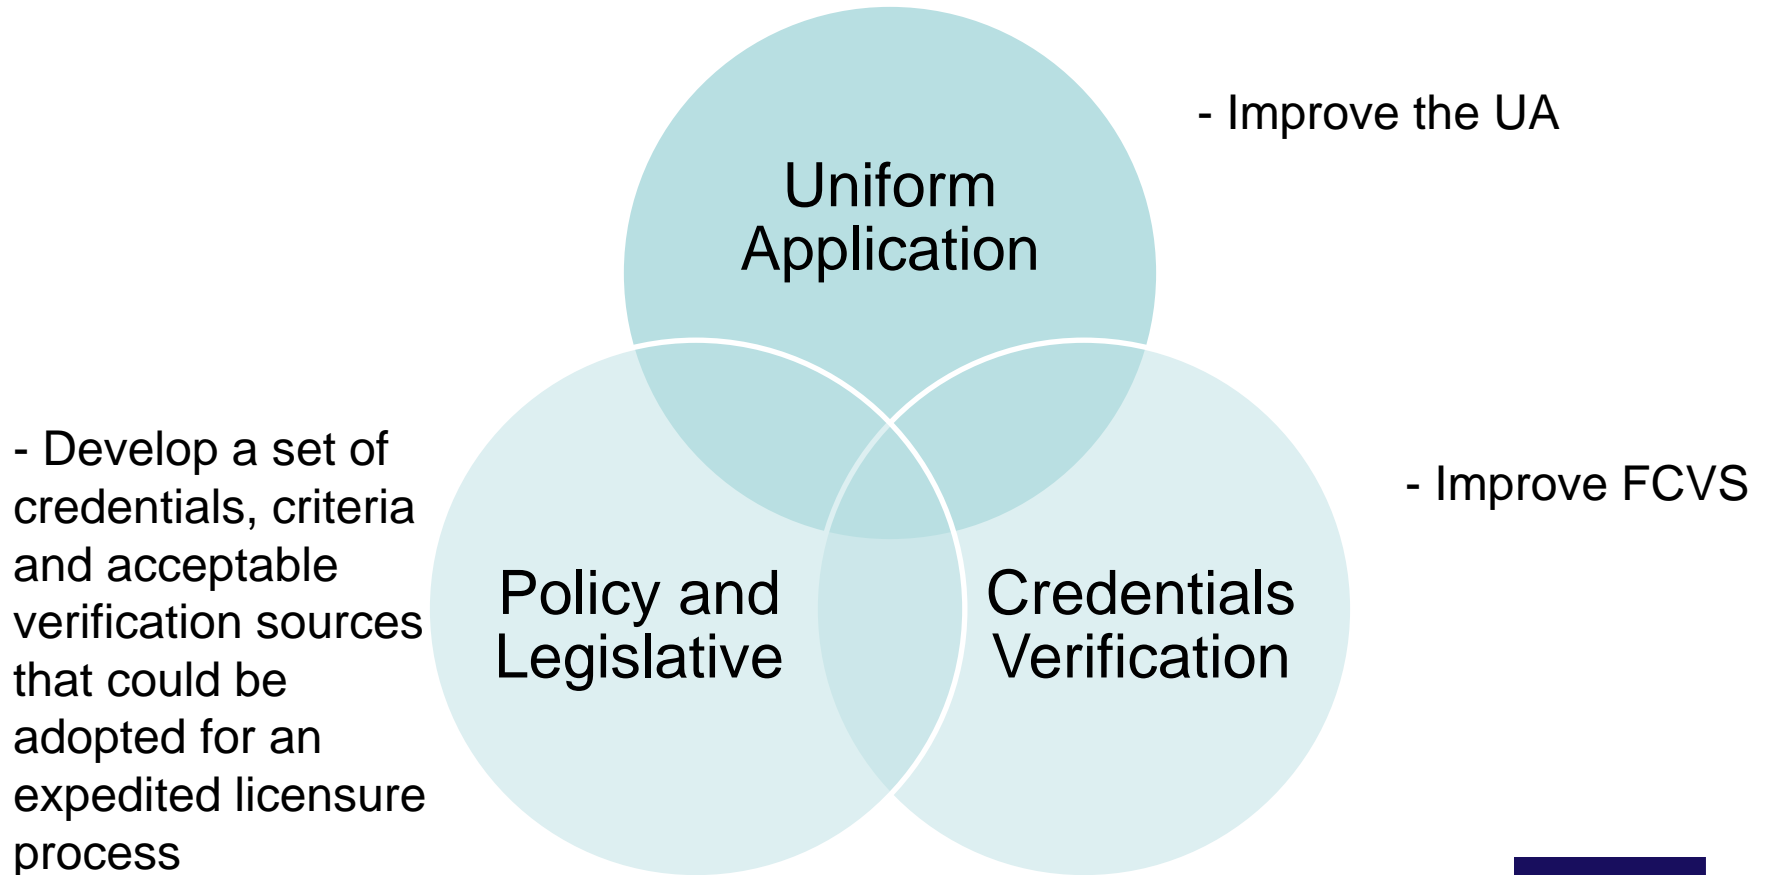 - Improve the UA
Uniform
Application
- Develop a set of
credentials, criteria
and acceptable
verification sources
that could be
adopted for an
expedited licensure
process
- Improve FCVS
Policy and
Legislative
Credentials
Verification